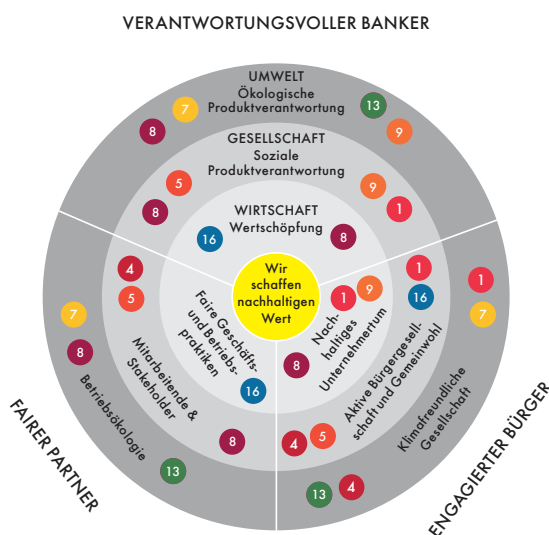 VERANTWORTUNGSVOLLER BANKER
UMWELT
Ökologische
Produktverantwortung
7
13
8
9
GESELLSCHAFT
Soziale
Produktverantwortung
5
9
8
1
WIRTSCHAFT
Wertschöpfung
16
8
Wir
schaffen
nachhaltigen
Wert
FAIRER PARTNER
Faire Geschäfts-
und Betriebs-
praktiken
16
4
5
Mitarbeitende &
Stakeholder
8
7
8
Betriebsökologie
13
ENGAGIERTER BÜRGER
1
9
Nach-
haltiges
Unternehmertum
8
1
16
Aktive Bürgergesell-
schaft und Gemeinwohl
4
5
1
7
Klimafreundliche
Gesellschaft
13
4